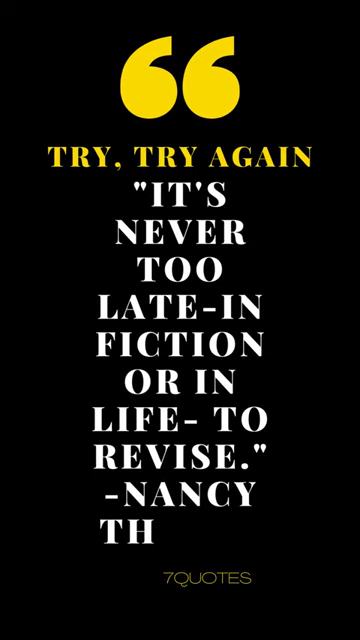 TRY, TRY AGAIN
"IT'S
NEVER
TOO
LATE-IN
FICTION
OR IN
LIFE- TO
REVISE."
-NANCY
TH
7QUOTES